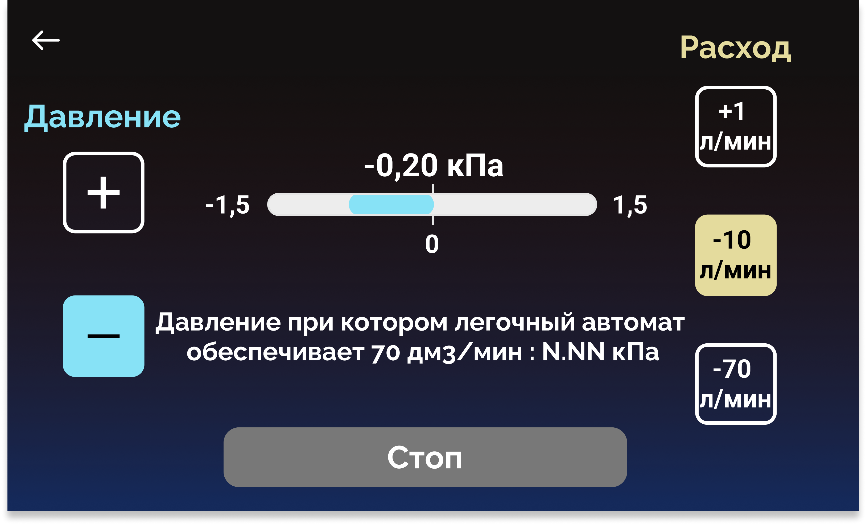 Расход
+1
л/мин
Давление
+
-0,20 кПа
-1,5
1,5
0
-10
л/мин
−
Давление при котором легочный автомат
обеспечивает 70 дм3/мин : N.NN кПа
-70
л/мин
Стоп